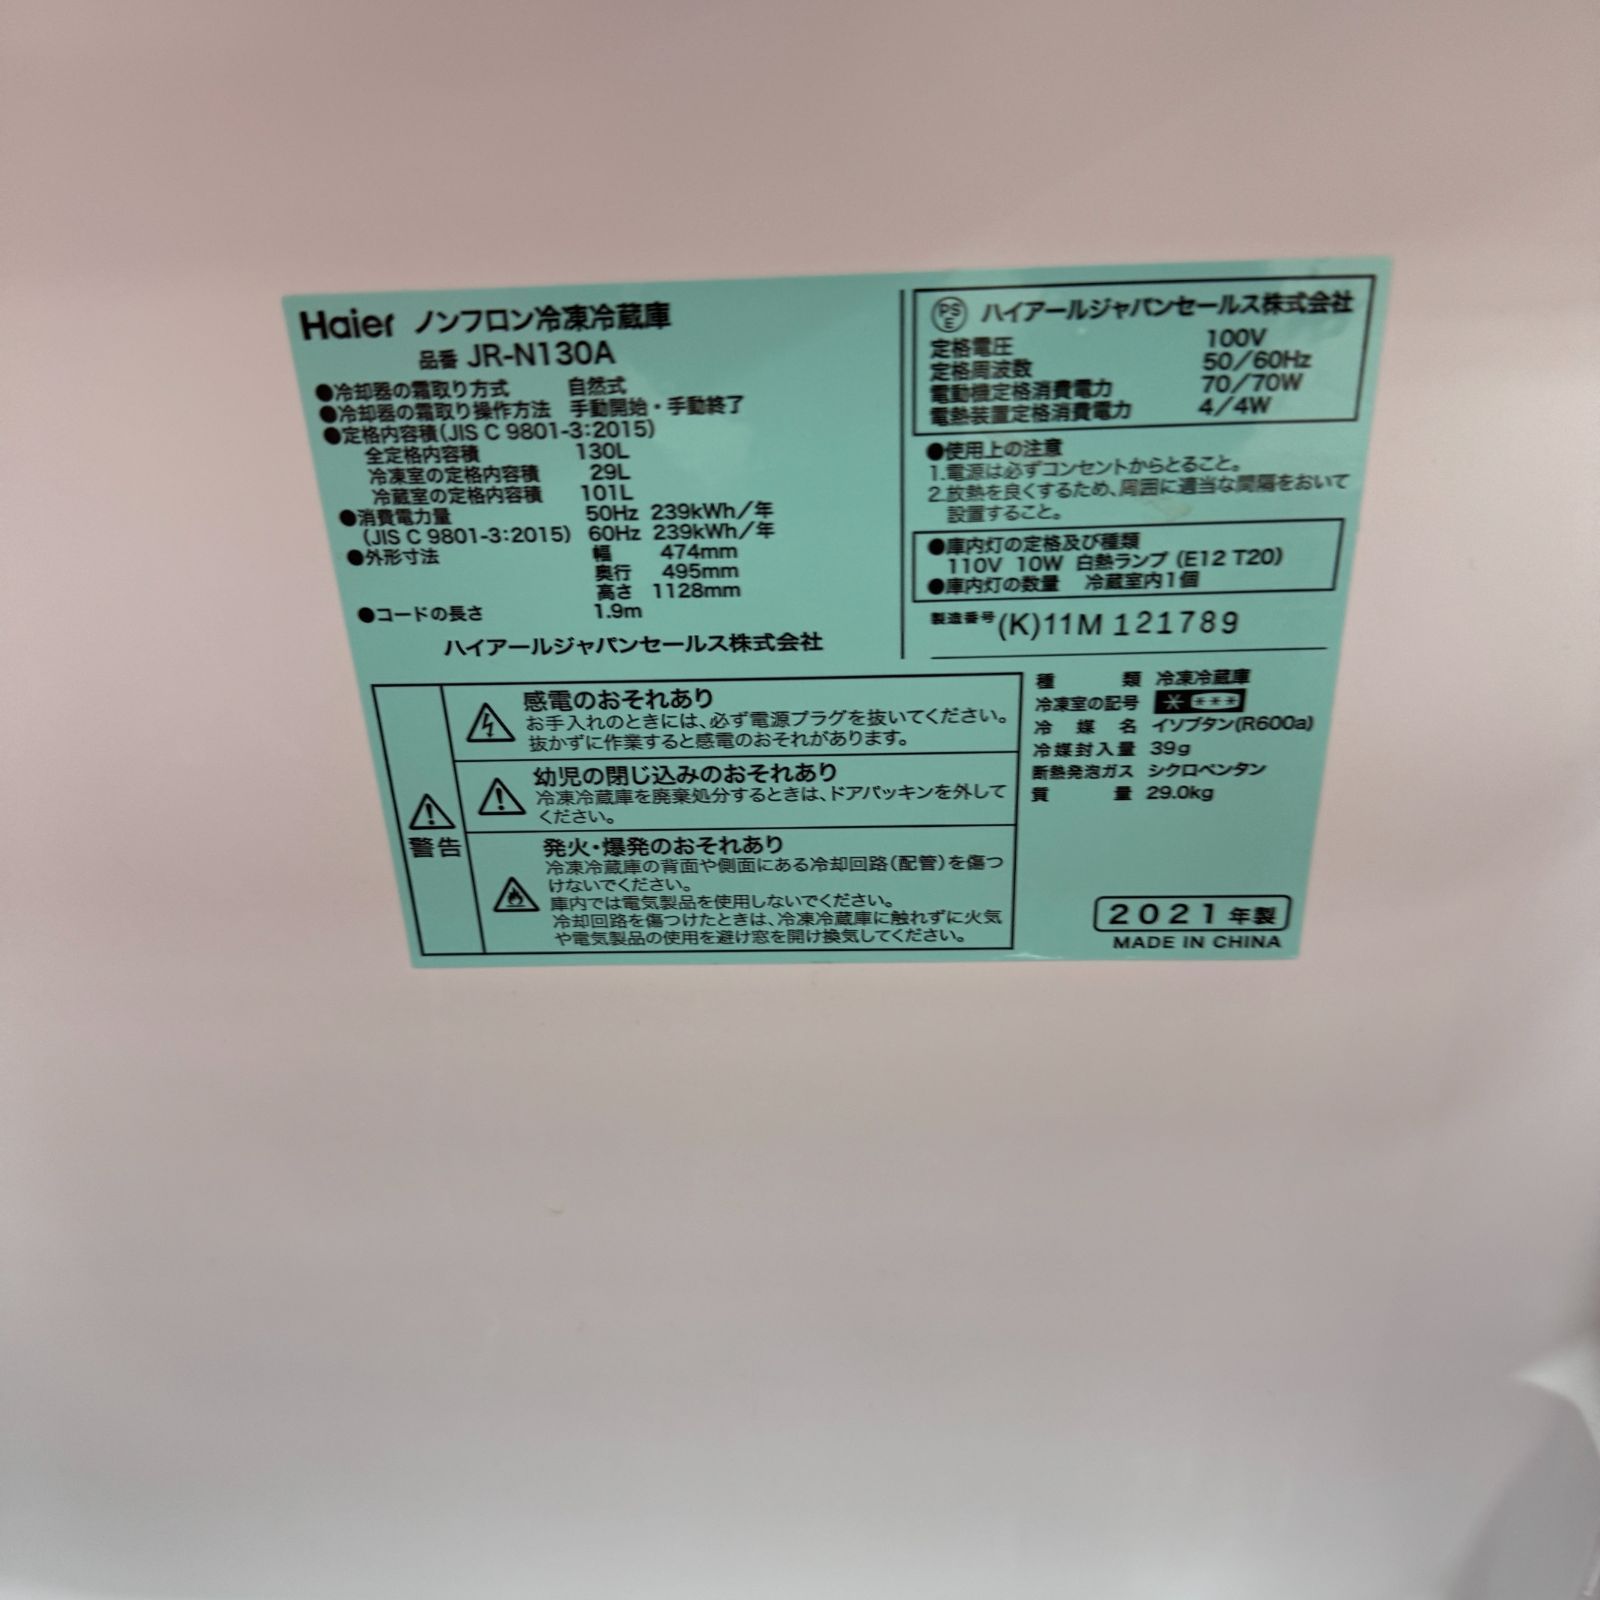 Haier ノンフロン冷凍冷蔵庫
品番 JR-N130A
●冷却器の霜取り方式 自然式
●冷却器の霜取り操作方法 手動開始・手動終了
●定格内容積(JIS C 9801-3:2015)
全定格内容積 130L
冷凍室の定格内容積 29L
冷蔵室の定格内容積 101L
●消費電力量 50Hz 239kWh/年
(JIS C 9801-3:2015) 60Hz 239kWh/年
●外形寸法 幅 474mm
奥行 495mm
高さ 1128mm
●コードの長さ 1.9m
ハイアールジャパンセールス株式会社
PS
E ハイアールジャパンセールス株式会社
定格電圧 100V
定格周波数 50/60Hz
電動機定格消費電力 70/70W
電熱装置定格消費電力 4/4W
●使用上の注意
1.電源は必ずコンセントからとること。
2.放熱を良くするため、周囲に適当な間隔をおいて
設置すること。
●庫内灯の定格及び種類
110V 10W 白熱ランプ (E12 T20)
●庫内灯の数量 冷蔵室内1個
製造番号 (K)11M 121789
警告
感電のおそれあり
お手入れのときには、必ず電源プラグを抜いてください。
抜かずに作業すると感電のおそれがあります。
幼児の閉じ込みのおそれあり
冷凍冷蔵庫を廃棄処分するときは、ドアパッキンを外して
ください。
発火・爆発のおそれあり
冷凍冷蔵庫の背面や側面にある冷却回路(配管)を傷つ
けないでください。
庫内では電気製品を使用しないでください。
冷却回路を傷つけたときは、冷凍冷蔵庫に触れずに火気
や電気製品の使用を避け窓を開け換気してください。
種類 冷凍冷蔵庫
冷凍室の記号 * ***
冷媒名 イソブタン(R600a)
冷媒封入量 39g
断熱発泡ガス シクロペンタン
質量 29.0kg
2021年製
MADE IN CHINA